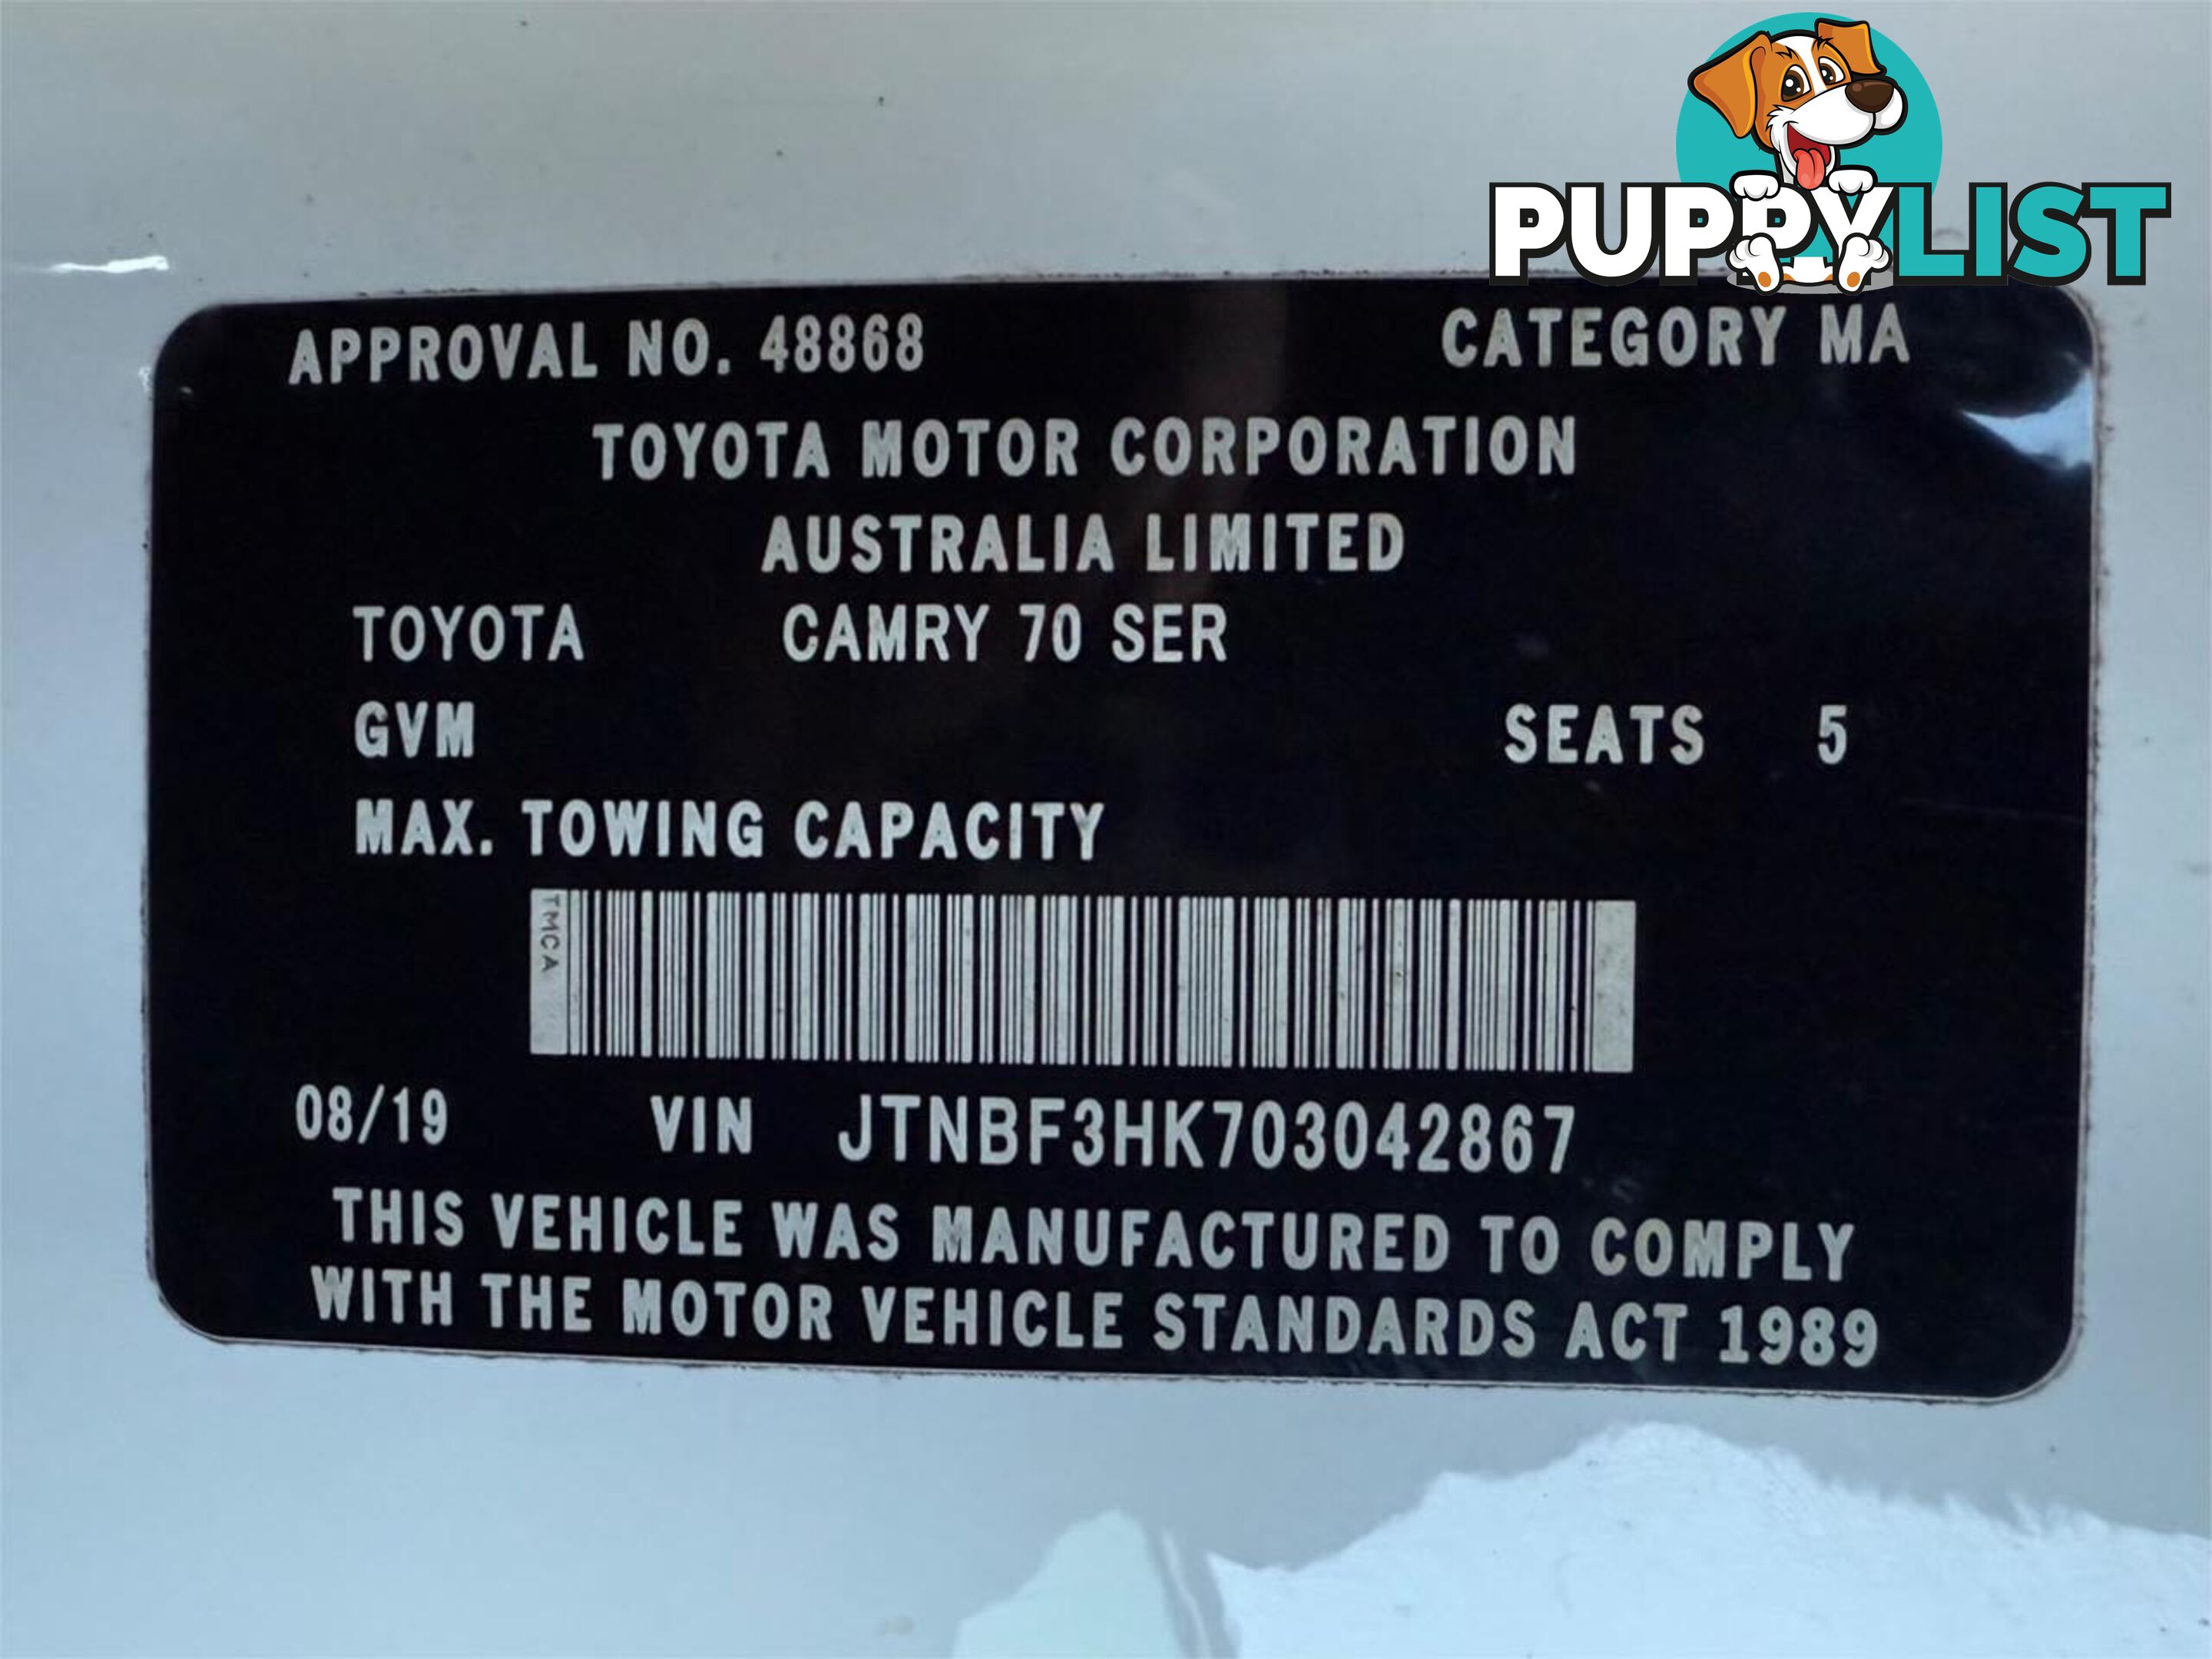 PUPPYLIST
APPROVAL NO. 48868 CATEGORY MA
TOYOTA MOTOR CORPORATION
AUSTRALIA LIMITED
TOYOTA CAMRY 70 SER
GVM SEATS 5
MAX. TOWING CAPACITY
TMCA
08/19 VIN JTNBF3HK703042867
THIS VEHICLE WAS MANUFACTURED TO COMPLY
WITH THE MOTOR VEHICLE STANDARDS ACT 1989